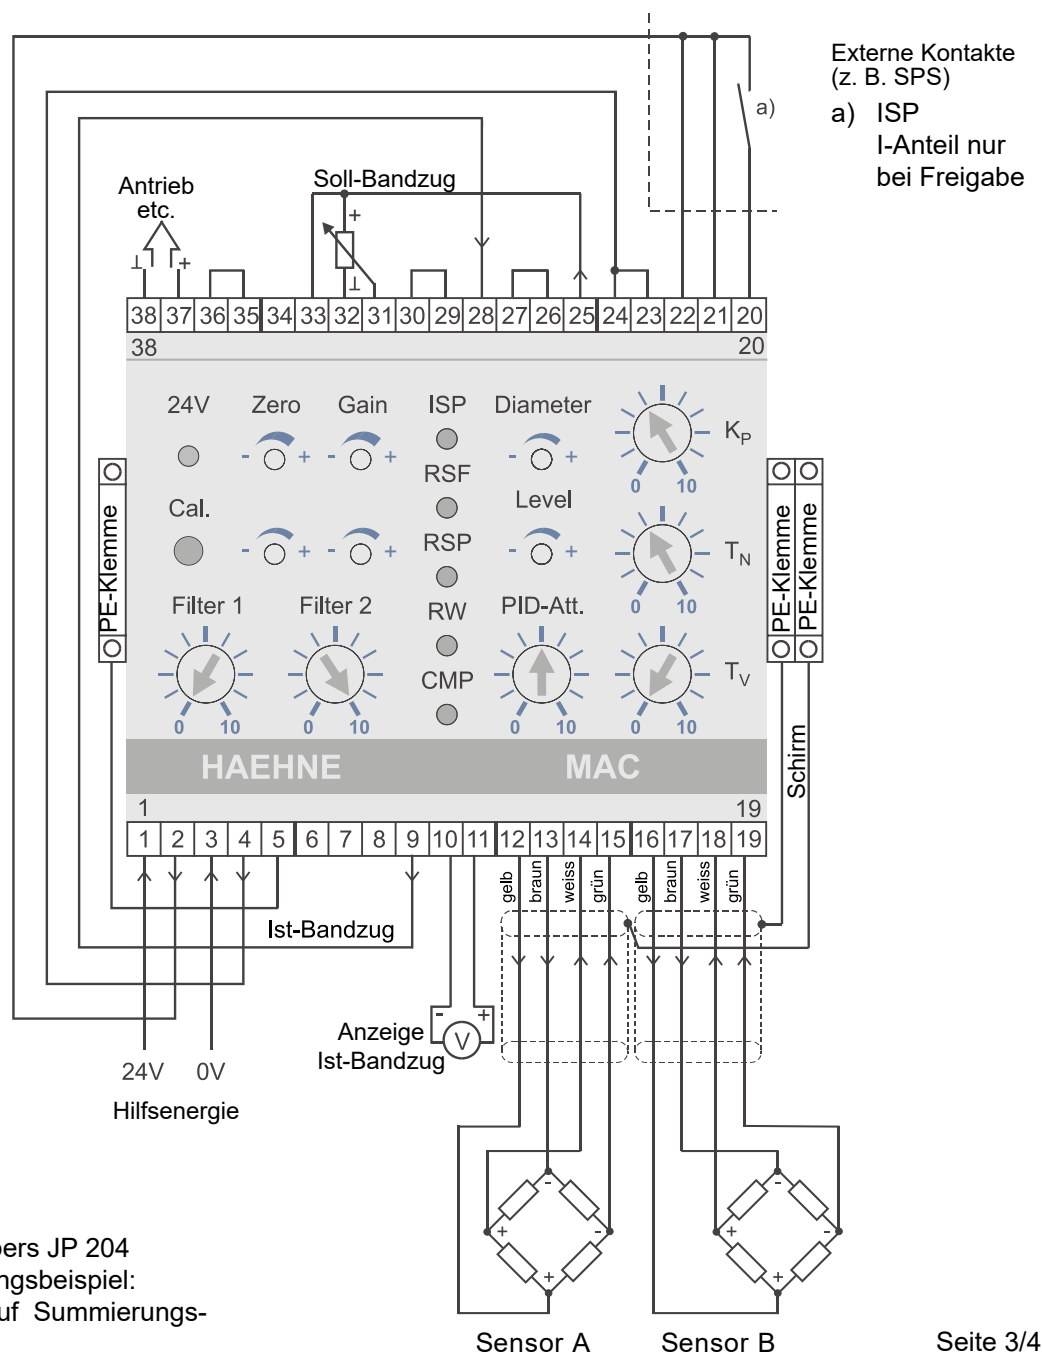 Externe Kontakte
(z. B. SPS)
a) ISP
I-Anteil nur
bei Freigabe
a)
Soll-Bandzug
Antrieb
etc.
⊥ +
+
⊥
38 37 36 35 34 33 32 31 30 29 28 27 26 25 24 23 22 21 20
38 20
24V Zero Gain ISP Diameter
KP
- + - + - +
0 10
RSF
Cal. Level
RSP
- + - + - +
TN
0 10
Filter 1 Filter 2 RW PID-Att.
CMP
TV
0 10 0 10 0 10 0 10
PE-Klemme
PE-Klemme
PE-Klemme
Schirm
HAEHNE MAC
1 19
1 2 3 4 5 6 7 8 9 10 11 12 13 14 15 16 17 18 19
gelb braun weiss grün gelb braun weiss grün
Ist-Bandzug
- +
V
Anzeige
Ist-Bandzug
24V 0V
Hilfsenergie
- -
+ - + -
+ +
Sensor A Sensor B
ers JP 204
ngsbeispiel:
uf Summierungs-
Seite 3/4